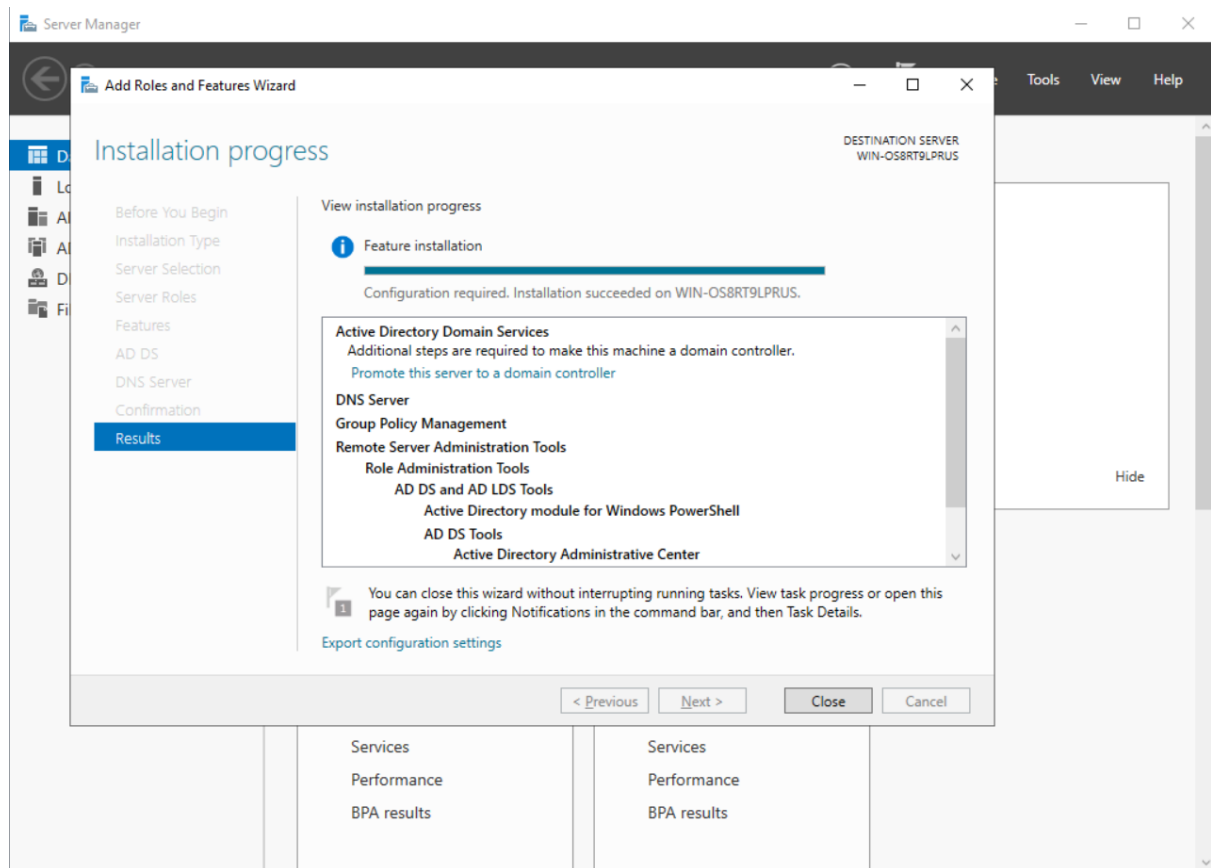 Server Manager
Add Roles and Features Wizard
Tools View Help
Installation progress
DESTINATION SERVER
WIN-OS8RT9LPRUS
Before You Begin
Installation Type
Server Selection
Server Roles
Features
AD DS
DNS Server
Confirmation
Results
View installation progress
Feature installation
Configuration required. Installation succeeded on WIN-OS8RT9LPRUS.
Active Directory Domain Services
Additional steps are required to make this machine a domain controller.
Promote this server to a domain controller
DNS Server
Group Policy Management
Remote Server Administration Tools
Role Administration Tools
AD DS and AD LDS Tools
Active Directory module for Windows PowerShell
AD DS Tools
Active Directory Administrative Center
1
You can close this wizard without interrupting running tasks. View task progress or open this
page again by clicking Notifications in the command bar, and then Task Details.
Export configuration settings
< Previous Next > Close Cancel
Hide
Services Services
Performance Performance
BPA results BPA results